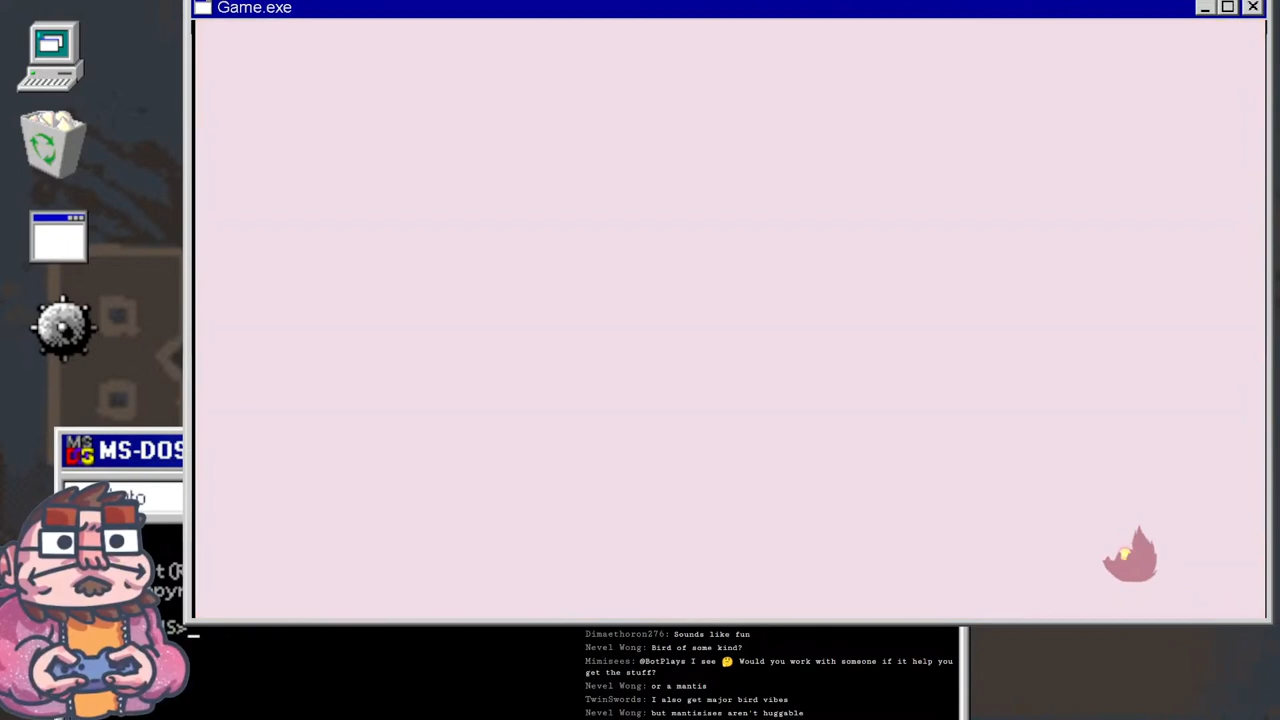 Game.exe
MS-DOS
Dimaethoron276: Sounds like fun
Nevel Wong: Bird of some kind?
Mimisees: @BotPlays I see 🤔 Would you work with someone if it help you
get the stuff?
Nevel Wong: or a mantis
TwinSwords: I also get major bird vibes
Nevel Wong: but mantisises aren't huggable